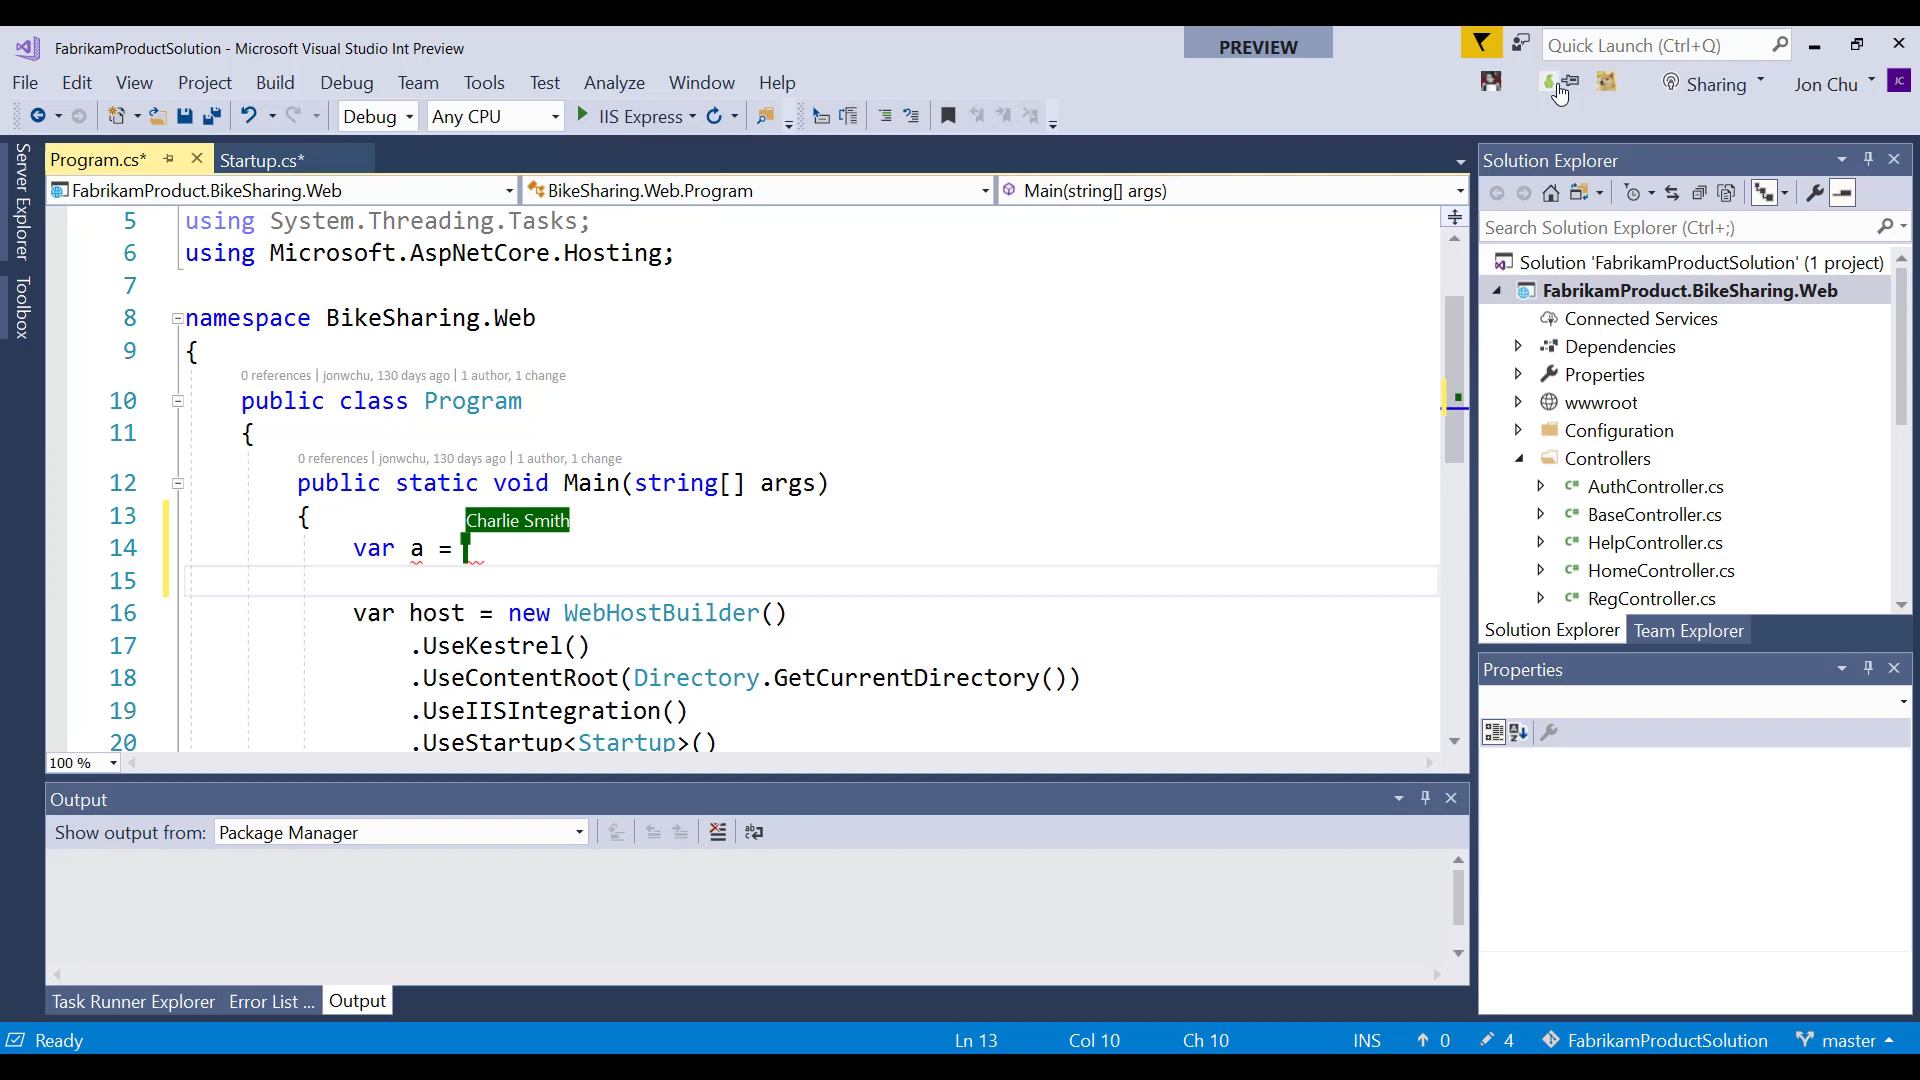 FabrikamProductSolution - Microsoft Visual Studio Int Preview
PREVIEW
Quick Launch (Ctrl+Q)
File Edit View Project Build Debug Team Tools Test Analyze Window Help
Sharing
Jon Chu
JC
Debug
Any CPU
IIS Express
Server Explorer
Toolbox
Program.cs*
Startup.cs*
FabrikamProduct.BikeSharing.Web
BikeSharing.Web.Program
Main(string[] args)
5 using System.Threading.Tasks;
6 using Microsoft.AspNetCore.Hosting;
7
8 namespace BikeSharing.Web
9 {
0 references | jonwchu, 130 days ago | 1 author, 1 change
10 public class Program
11 {
0 references | jonwchu, 130 days ago | 1 author, 1 change
12 public static void Main(string[] args)
13 {
Charlie Smith
14 var a =
15
16 var host = new WebHostBuilder()
17 .UseKestrel()
18 .UseContentRoot(Directory.GetCurrentDirectory())
19 .UseIISIntegration()
20 .UseStartup<Startup>()
100 %
Output
Show output from: Package Manager
Task Runner Explorer Error List ... Output
Solution Explorer
Search Solution Explorer (Ctrl+;)
Solution 'FabrikamProductSolution' (1 project)
FabrikamProduct.BikeSharing.Web
Connected Services
Dependencies
Properties
wwwroot
Configuration
Controllers
C# AuthController.cs
C# BaseController.cs
C# HelpController.cs
C# HomeController.cs
C# RegController.cs
Solution Explorer Team Explorer
Properties
Ready
Ln 13
Col 10
Ch 10
INS
0
4
FabrikamProductSolution
master